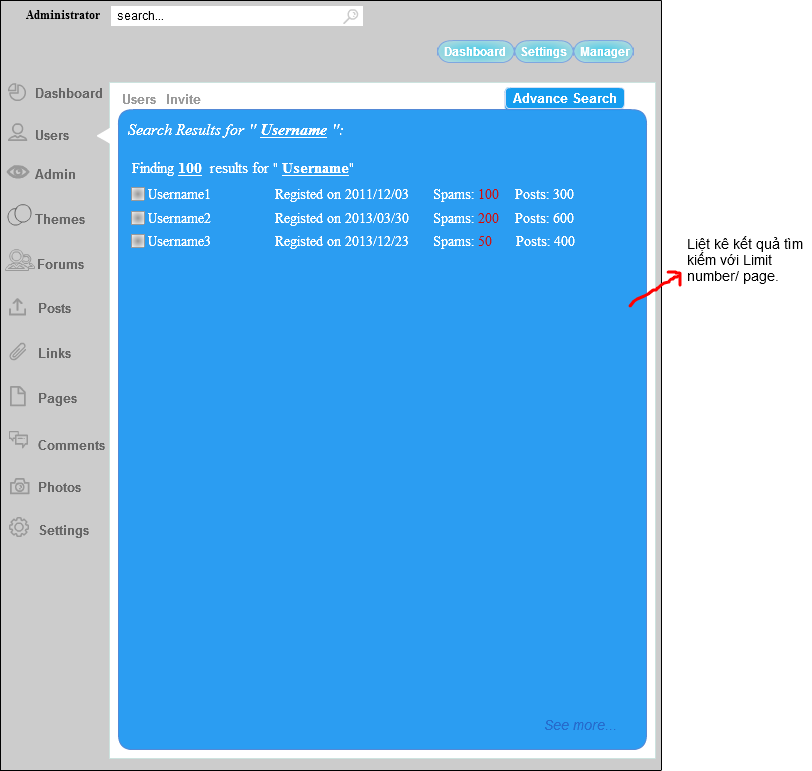 Administrator search...
Dashboard Settings Manager
Dashboard
Users
Admin
Themes
Forums
Posts
Links
Pages
Comments
Photos
Settings
Users Invite Advance Search
Search Results for " Username ":
Finding 100 results for " Username"
Username1 Registed on 2011/12/03 Spams: 100 Posts: 300
Username2 Registed on 2013/03/30 Spams: 200 Posts: 600
Username3 Registed on 2013/12/23 Spams: 50 Posts: 400
See more...
Liệt kê kết quả tìm
kiếm với Limit
number/ page.